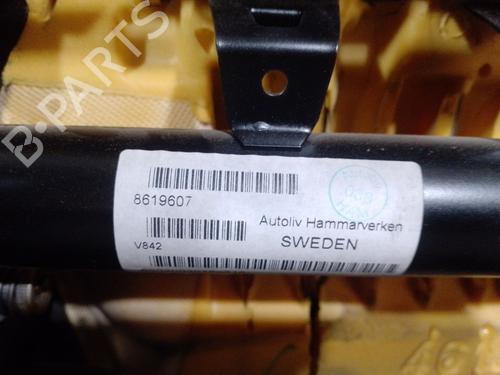 B-PARTS
8619607
Autoliv Hammarverken
V842
SWEDEN